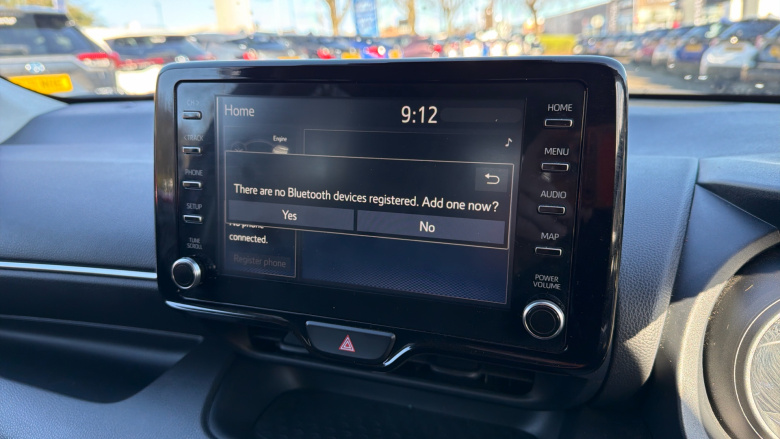 Home
9:12
Engine
There are no Bluetooth devices registered. Add one now?
Yes
No
connected.
Register phone
TRACK
PHONE
SETUP
TUNE
SCROLL
HOME
MENU
AUDIO
MAP
POWER
VOLUME